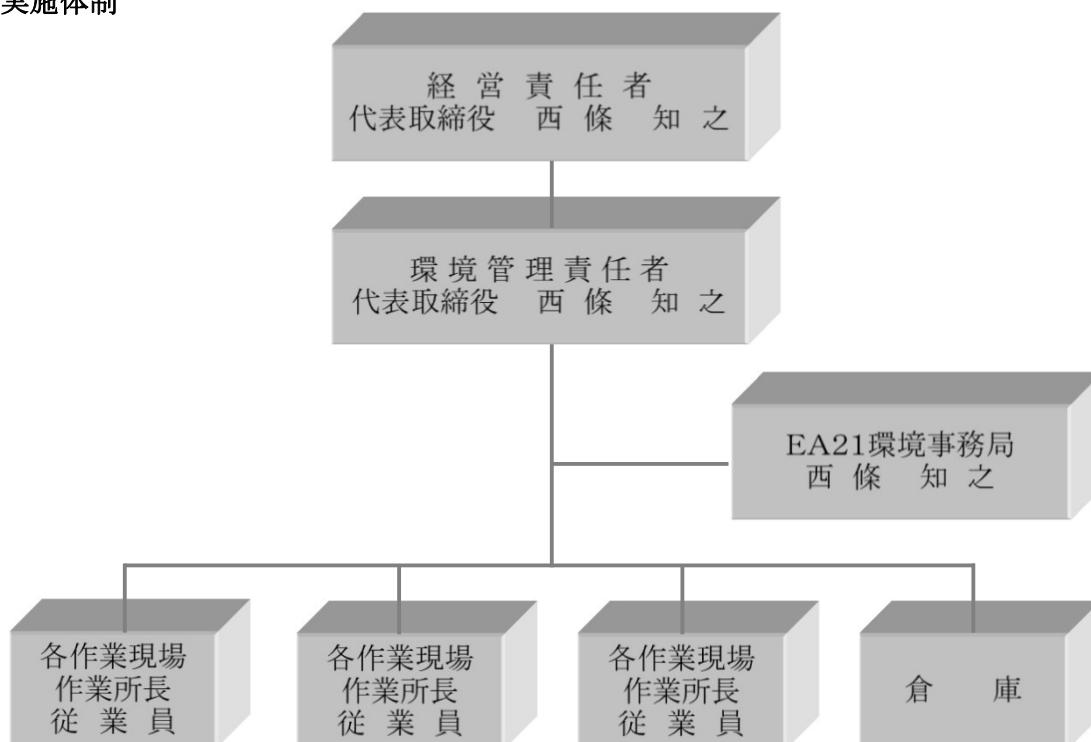 実施体制
経 営 責 任 者
代表取締役 西 條 知 之
環 境 管 理 責 任 者
代表取締役 西 條 知 之
EA21環境事務局
西 條 知 之
各作業現場
作業所長
従 業 員
各作業現場
作業所長
従 業 員
各作業現場
作業所長
従 業 員
倉 庫